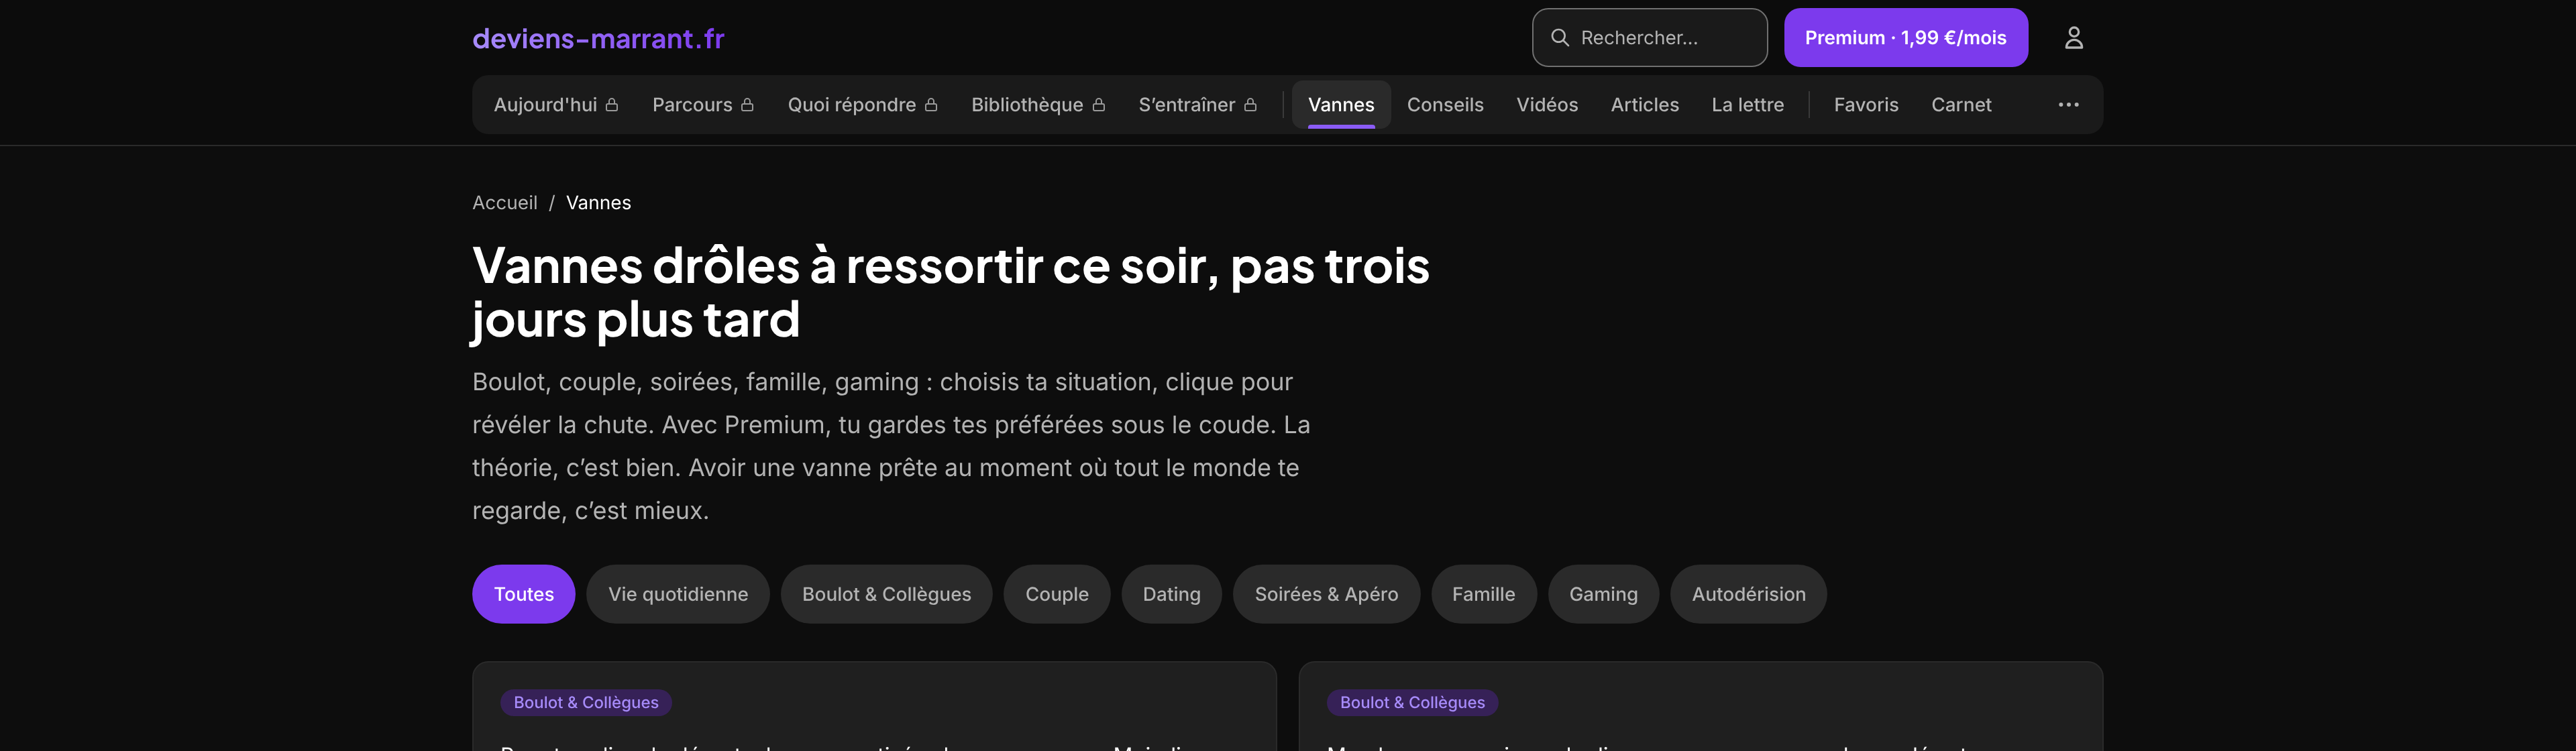 deviens-marrant.fr
Rechercher...
Premium · 1,99 €/mois
Aujourd'hui
Parcours
Quoi répondre
Bibliothèque
S’entraîner
Vannes
Conseils
Vidéos
Articles
La lettre
Favoris
Carnet
Accueil / Vannes
Vannes drôles à ressortir ce soir, pas trois
jours plus tard
Boulot, couple, soirées, famille, gaming : choisis ta situation, clique pour
révéler la chute. Avec Premium, tu gardes tes préférées sous le coude. La
théorie, c’est bien. Avoir une vanne prête au moment où tout le monde te
regarde, c’est mieux.
Toutes
Vie quotidienne
Boulot & Collègues
Couple
Dating
Soirées & Apéro
Famille
Gaming
Autodérision
Boulot & Collègues
Boulot & Collègues